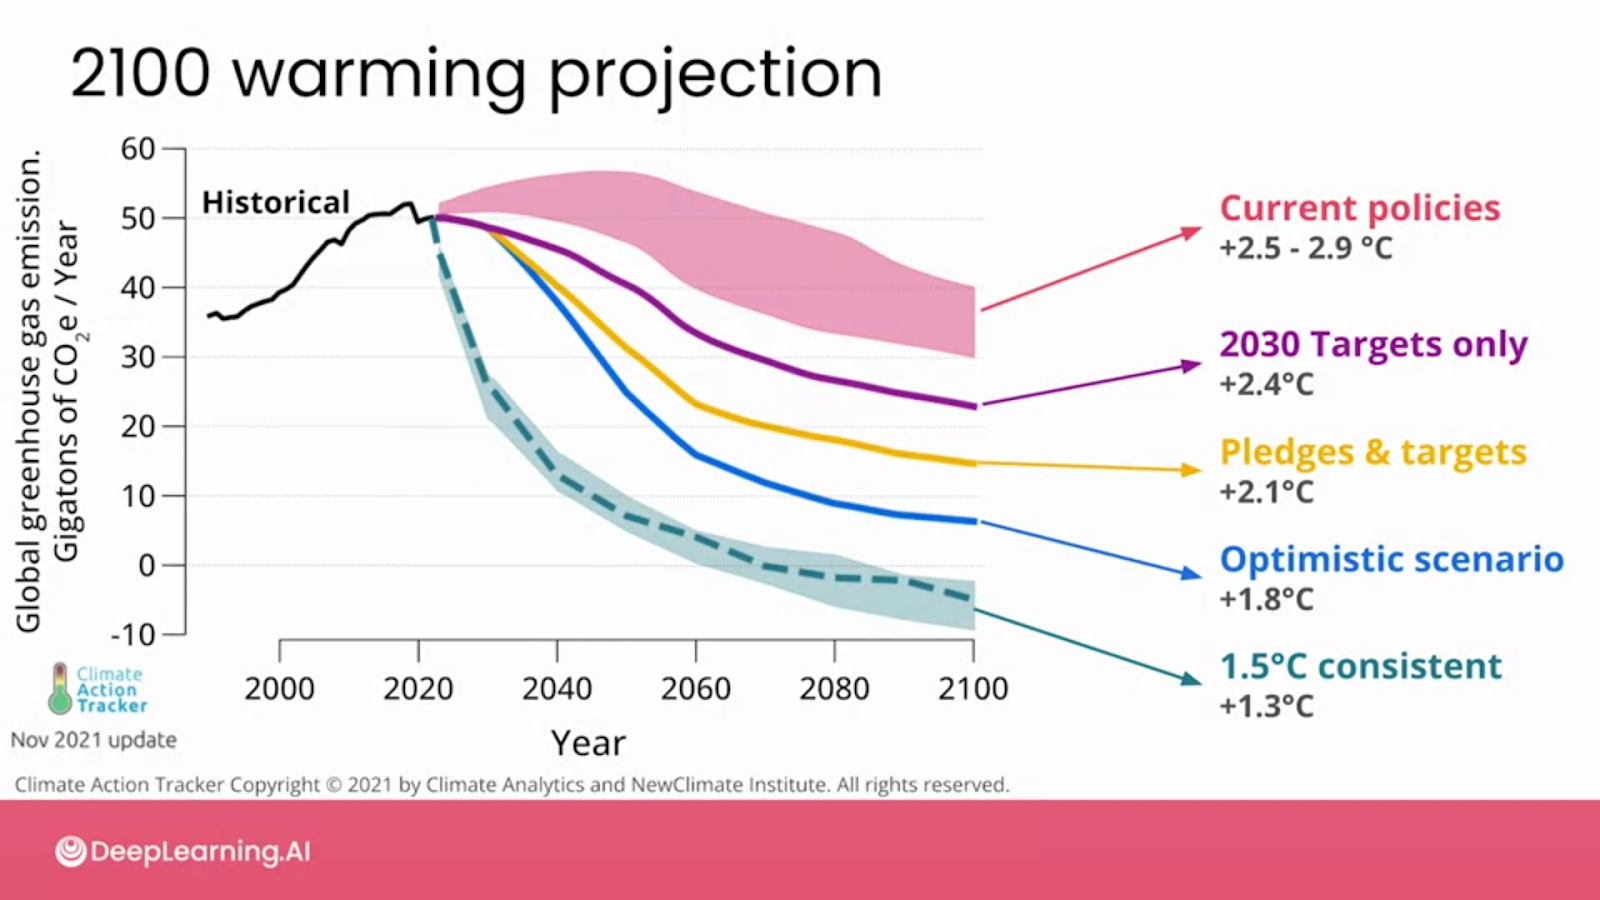 2100 warming projection
Global greenhouse gas emission.
Gigatons of CO2e / Year
60
50
40
30
20
10
0
-10
Historical
2000
2020
2040
2060
2080
2100
Year
Current policies
+2.5 - 2.9 °C
2030 Targets only
+2.4°C
Pledges & targets
+2.1°C
Optimistic scenario
+1.8°C
1.5°C consistent
+1.3°C
Climate
Action
Tracker
Nov 2021 update
Climate Action Tracker Copyright © 2021 by Climate Analytics and NewClimate Institute. All rights reserved.
DeepLearning.AI